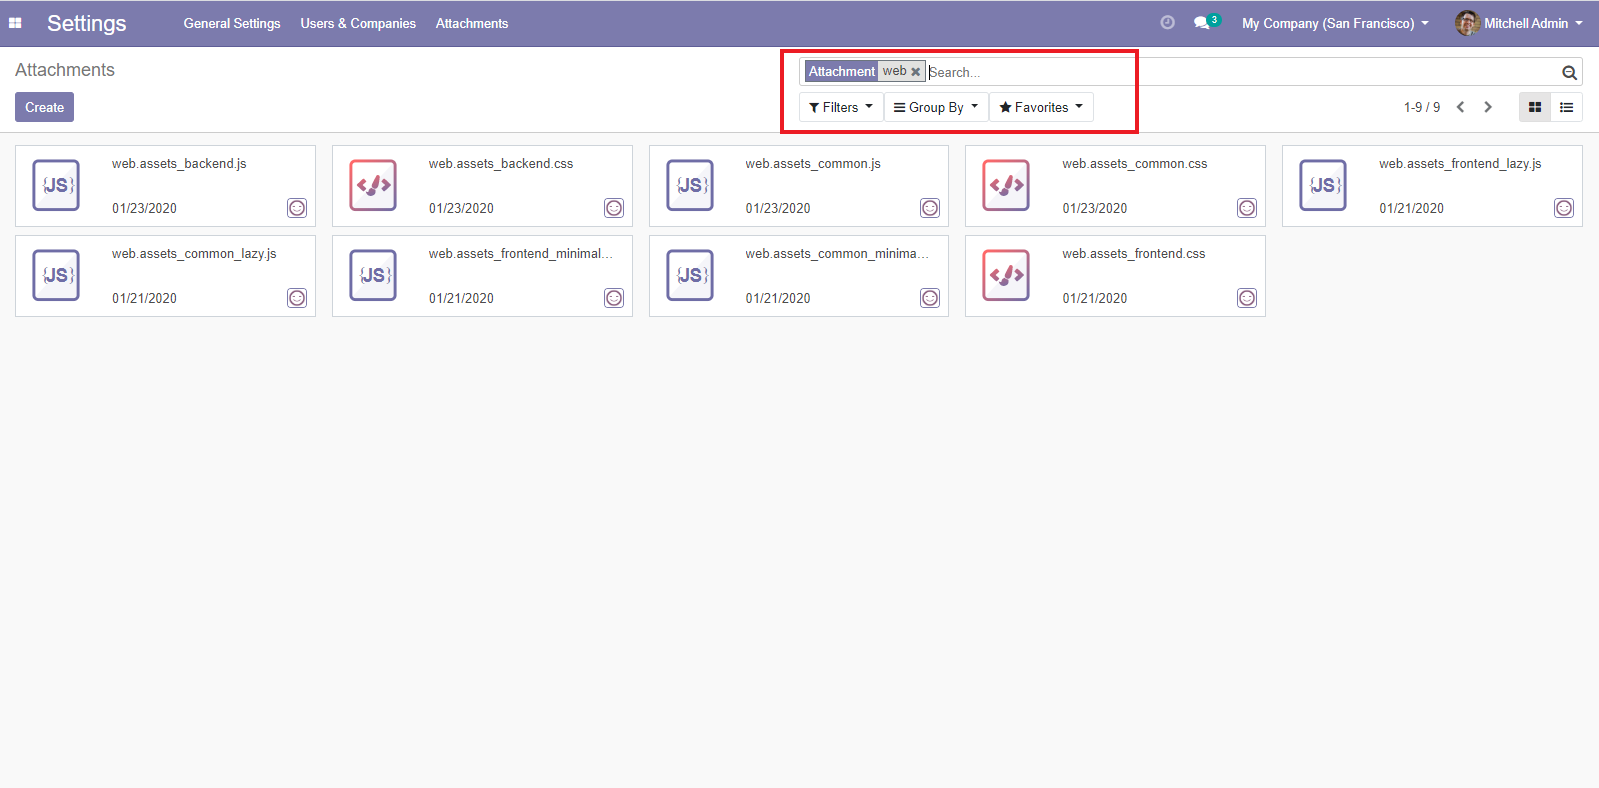 Settings General Settings Users & Companies Attachments 3 My Company (San Francisco) Mitchell Admin
Attachments
Attachment web Search...
Create
Filters Group By Favorites
1-9 / 9
web.assets_backend.js
01/23/2020
web.assets_backend.css
01/23/2020
web.assets_common.js
01/23/2020
web.assets_common.css
01/23/2020
web.assets_frontend_lazy.js
01/21/2020
web.assets_common_lazy.js
01/21/2020
web.assets_frontend_minimal...
01/21/2020
web.assets_common_minima...
01/21/2020
web.assets_frontend.css
01/21/2020
{JS}
{JS}
{JS}
{JS}
{JS}
{JS}